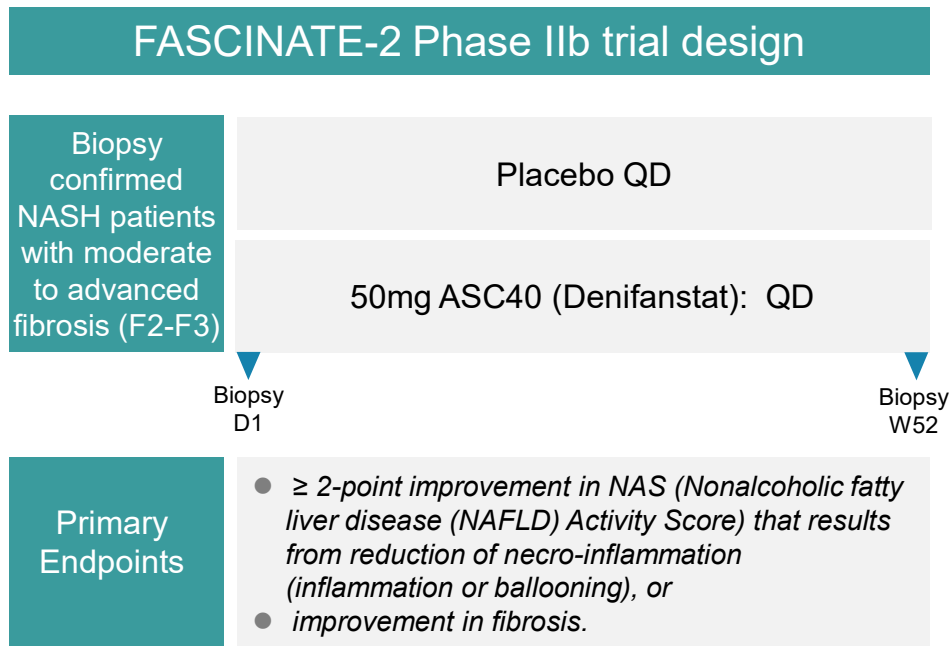 FASCINATE-2 Phase IIb trial design
Biopsy
confirmed
NASH patients
with moderate
to advanced
fibrosis (F2-F3)
Placebo QD
50mg ASC40 (Denifanstat): QD
Biopsy
D1
Biopsy
W52
Primary
Endpoints
● ≥ 2-point improvement in NAS (Nonalcoholic fatty
liver disease (NAFLD) Activity Score) that results
from reduction of necro-inflammation
(inflammation or ballooning), or
● improvement in fibrosis.